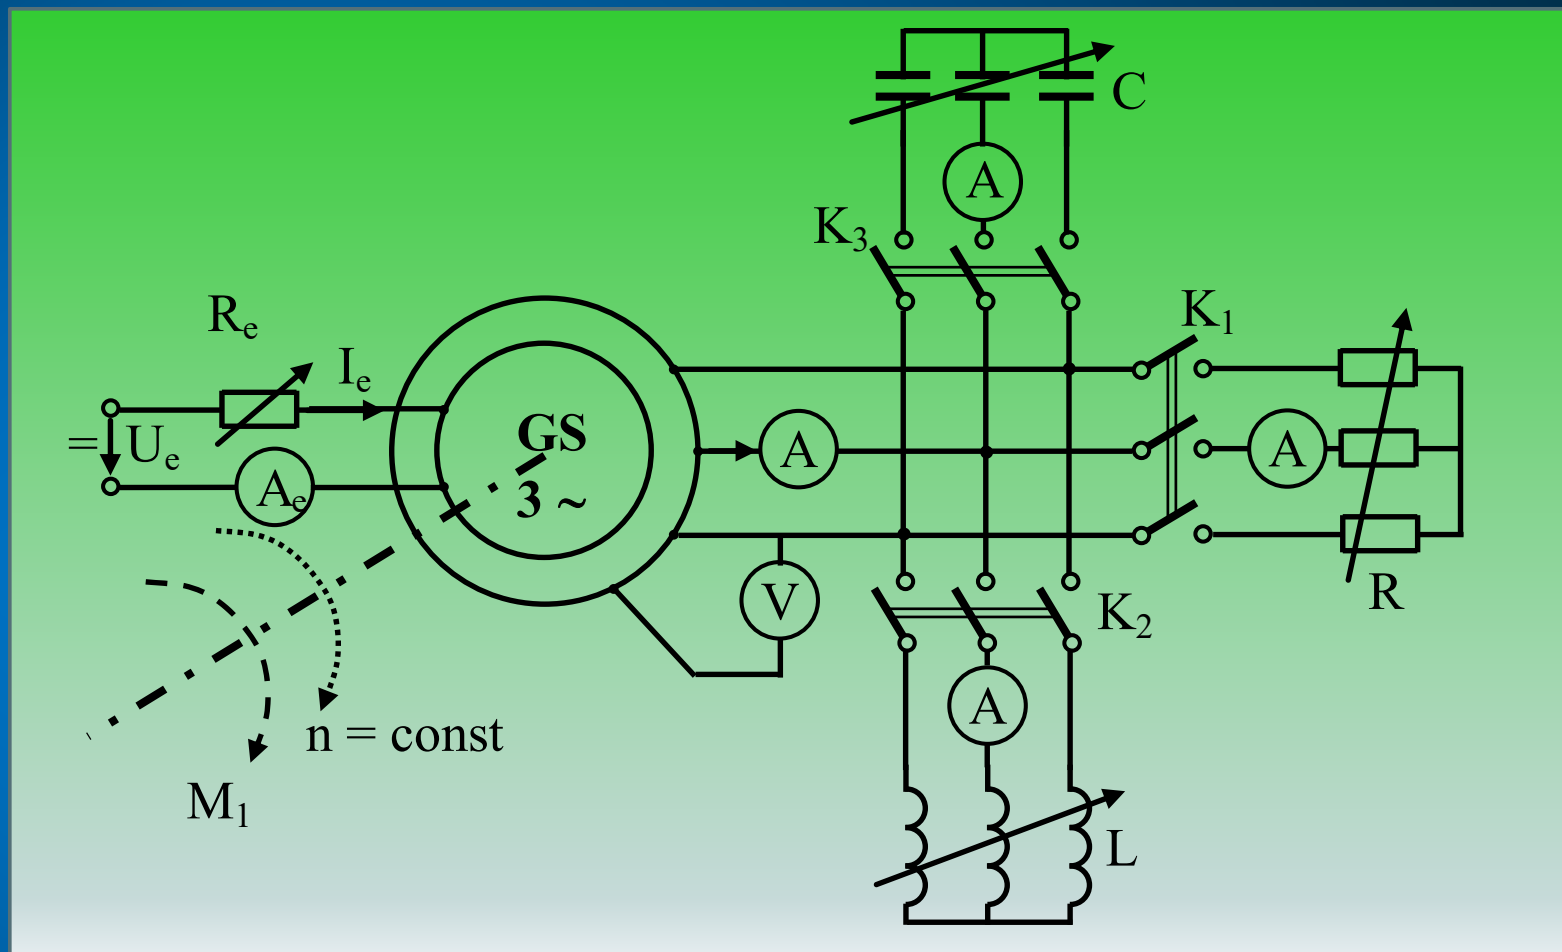 C
A
K3
K1
Re
Ie
= Ue
GS
3 ~
A
A
Ae
V
R
K2
A
n = const
M1
L